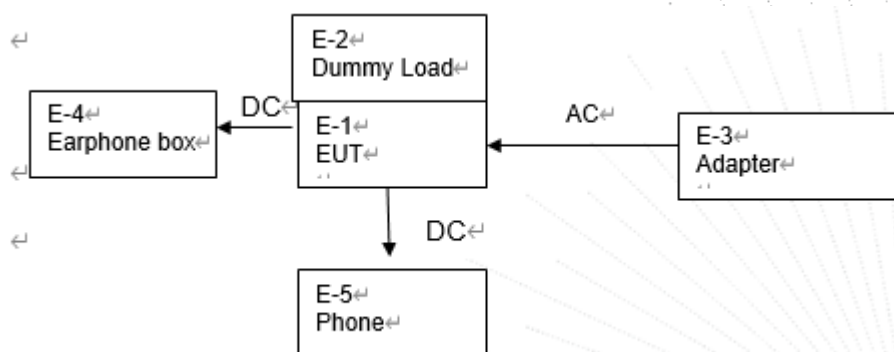 E-2
Dummy Load
E-4
Earphone box
DC
E-1
EUT
AC
E-3
Adapter
DC
E-5
Phone